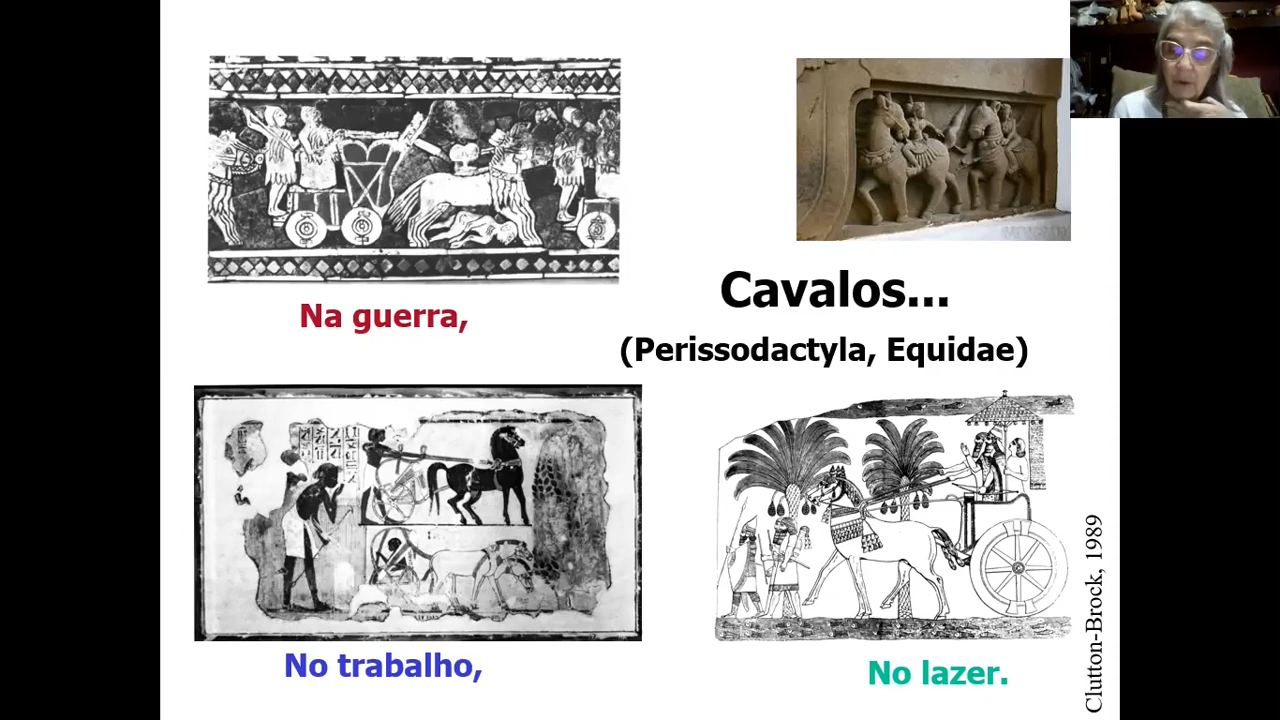 Na guerra,
Cavalos...
(Perissodactyla, Equidae)
No trabalho,
No lazer.
Clutton-Brock, 1989